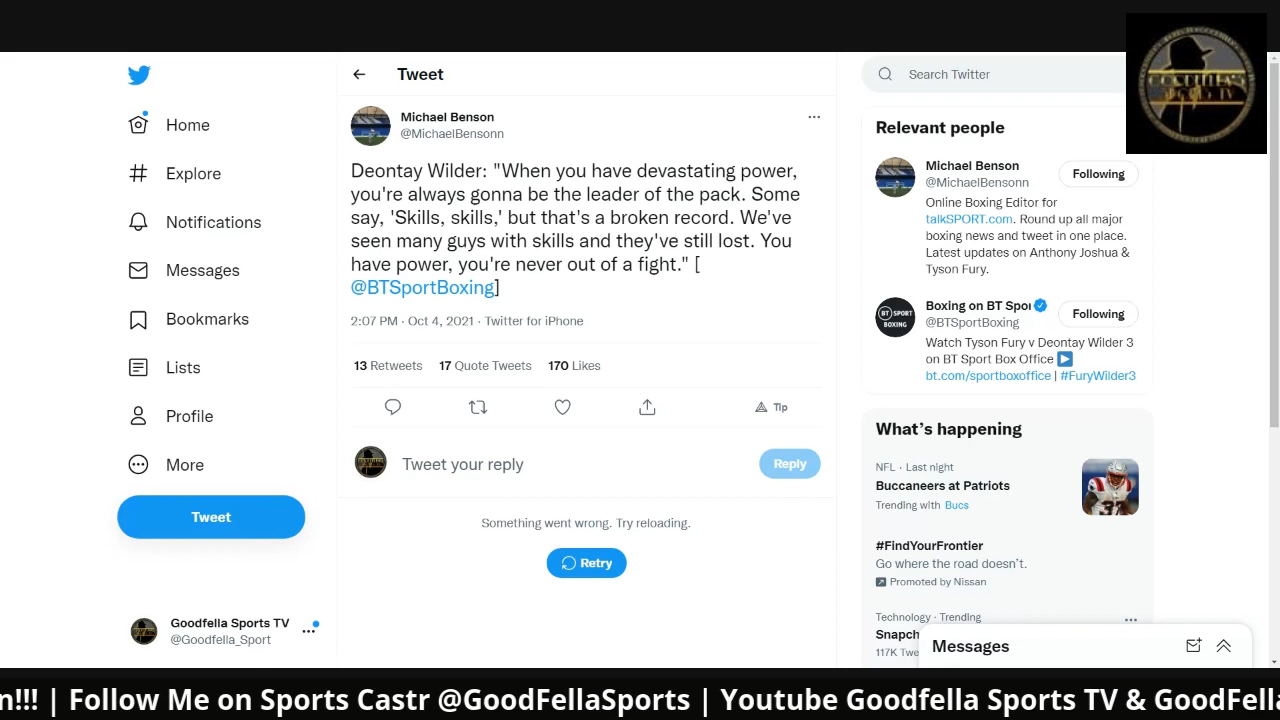 Home
Explore
Notifications
Messages
Bookmarks
Lists
Profile
More
Tweet
Goodfella Sports TV
@Goodfella_Sport
Tweet
Michael Benson
@MichaelBensonn
Deontay Wilder: "When you have devastating power,
you're always gonna be the leader of the pack. Some
say, 'Skills, skills,' but that's a broken record. We've
seen many guys with skills and they've still lost. You
have power, you're never out of a fight." [
@BTSportBoxing]
2:07 PM · Oct 4, 2021 · Twitter for iPhone
13 Retweets 17 Quote Tweets 170 Likes
Tip
Tweet your reply
Reply
Something went wrong. Try reloading.
Retry
Search Twitter
GOODFELLA'S
SPORTS TV
Relevant people
Michael Benson
@MichaelBensonn
Following
Online Boxing Editor for
talkSPORT.com. Round up all major
boxing news and tweet in one place.
Latest updates on Anthony Joshua &
Tyson Fury.
BT SPORT
BOXING
Boxing on BT Spor
@BTSportBoxing
Following
Watch Tyson Fury v Deontay Wilder 3
on BT Sport Box Office
bt.com/sportboxoffice | #FuryWilder3
What's happening
NFL · Last night
Buccaneers at Patriots
Trending with Bucs
#FindYourFrontier
Go where the road doesn't.
Promoted by Nissan
Technology · Trending
Snapch
117K Twe
Messages
n!!! | Follow Me on Sports Castr @GoodFellaSports | Youtube Goodfella Sports TV & GoodFella